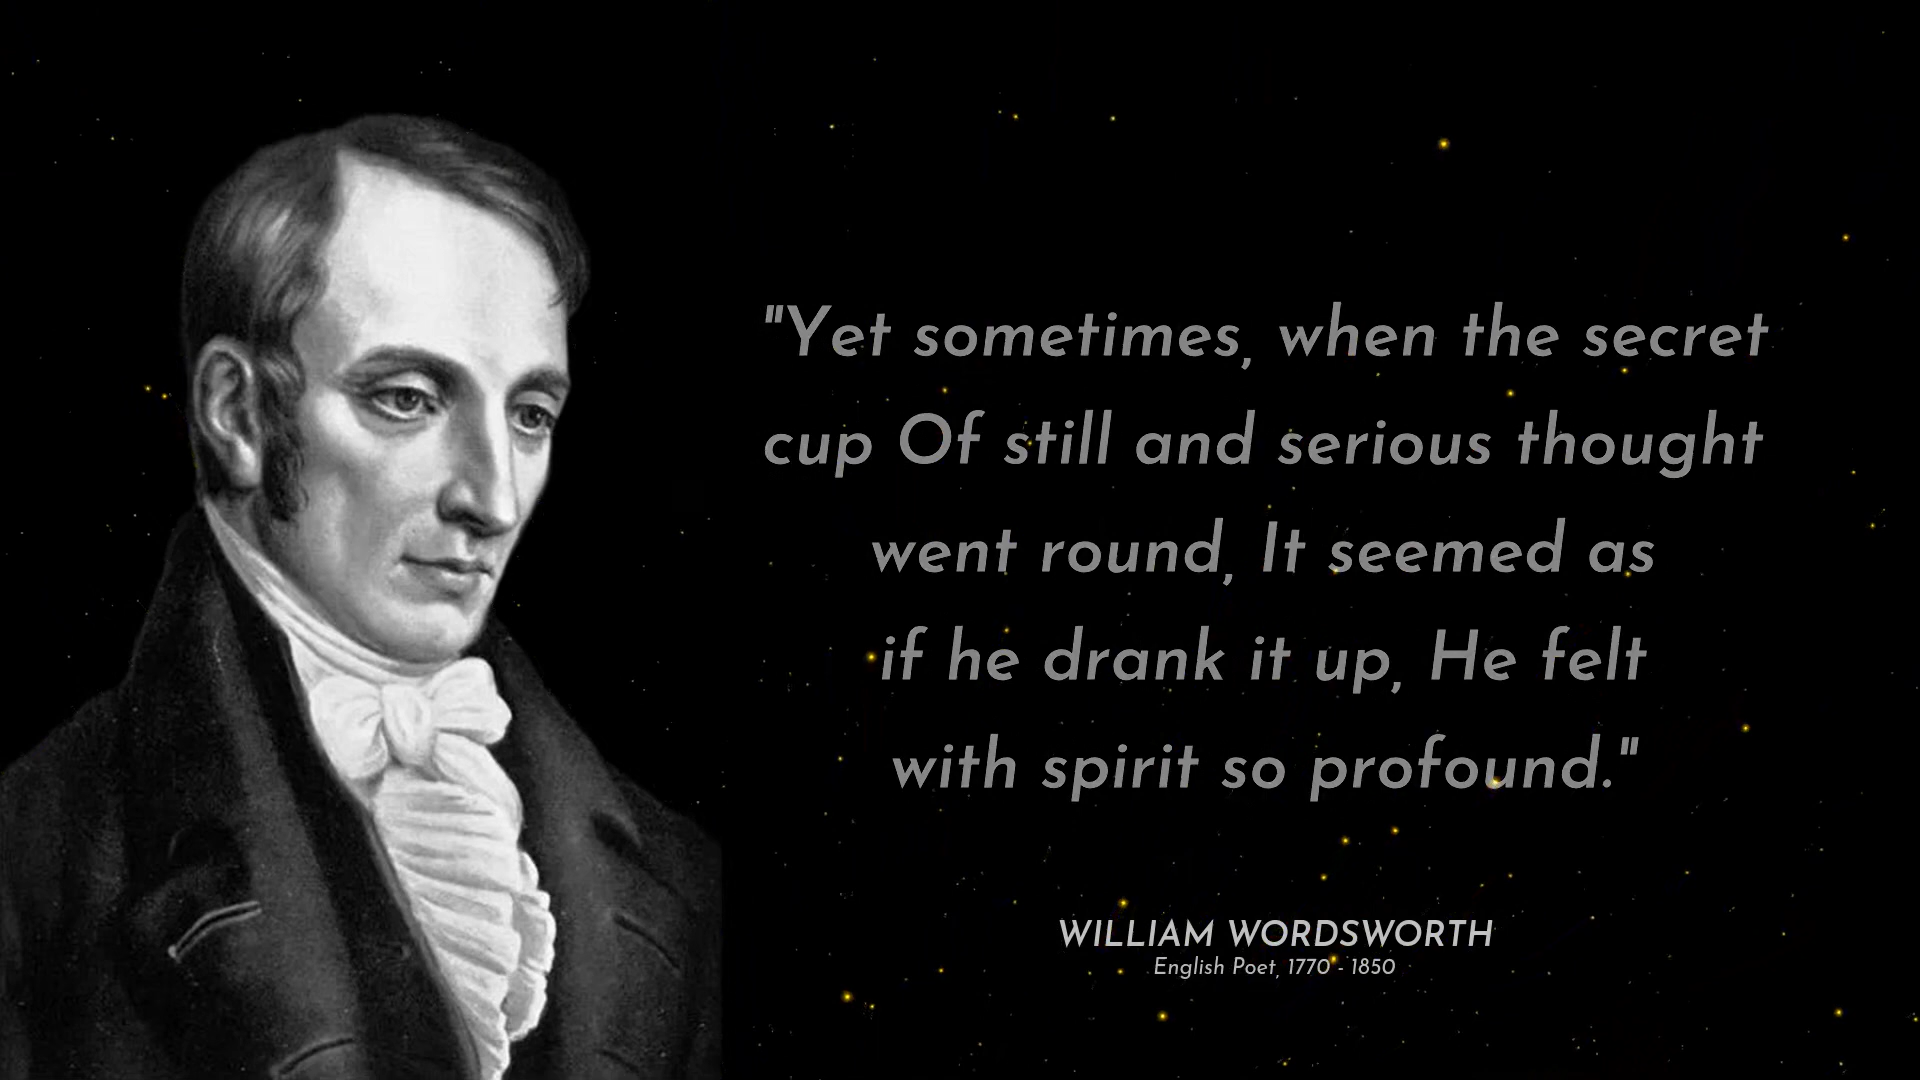 "Yet sometimes, when the secret
cup Of still and serious thought
went round, It seemed as
if he drank it up, He felt
with spirit so profound."
WILLIAM WORDSWORTH
English Poet, 1770 - 1850